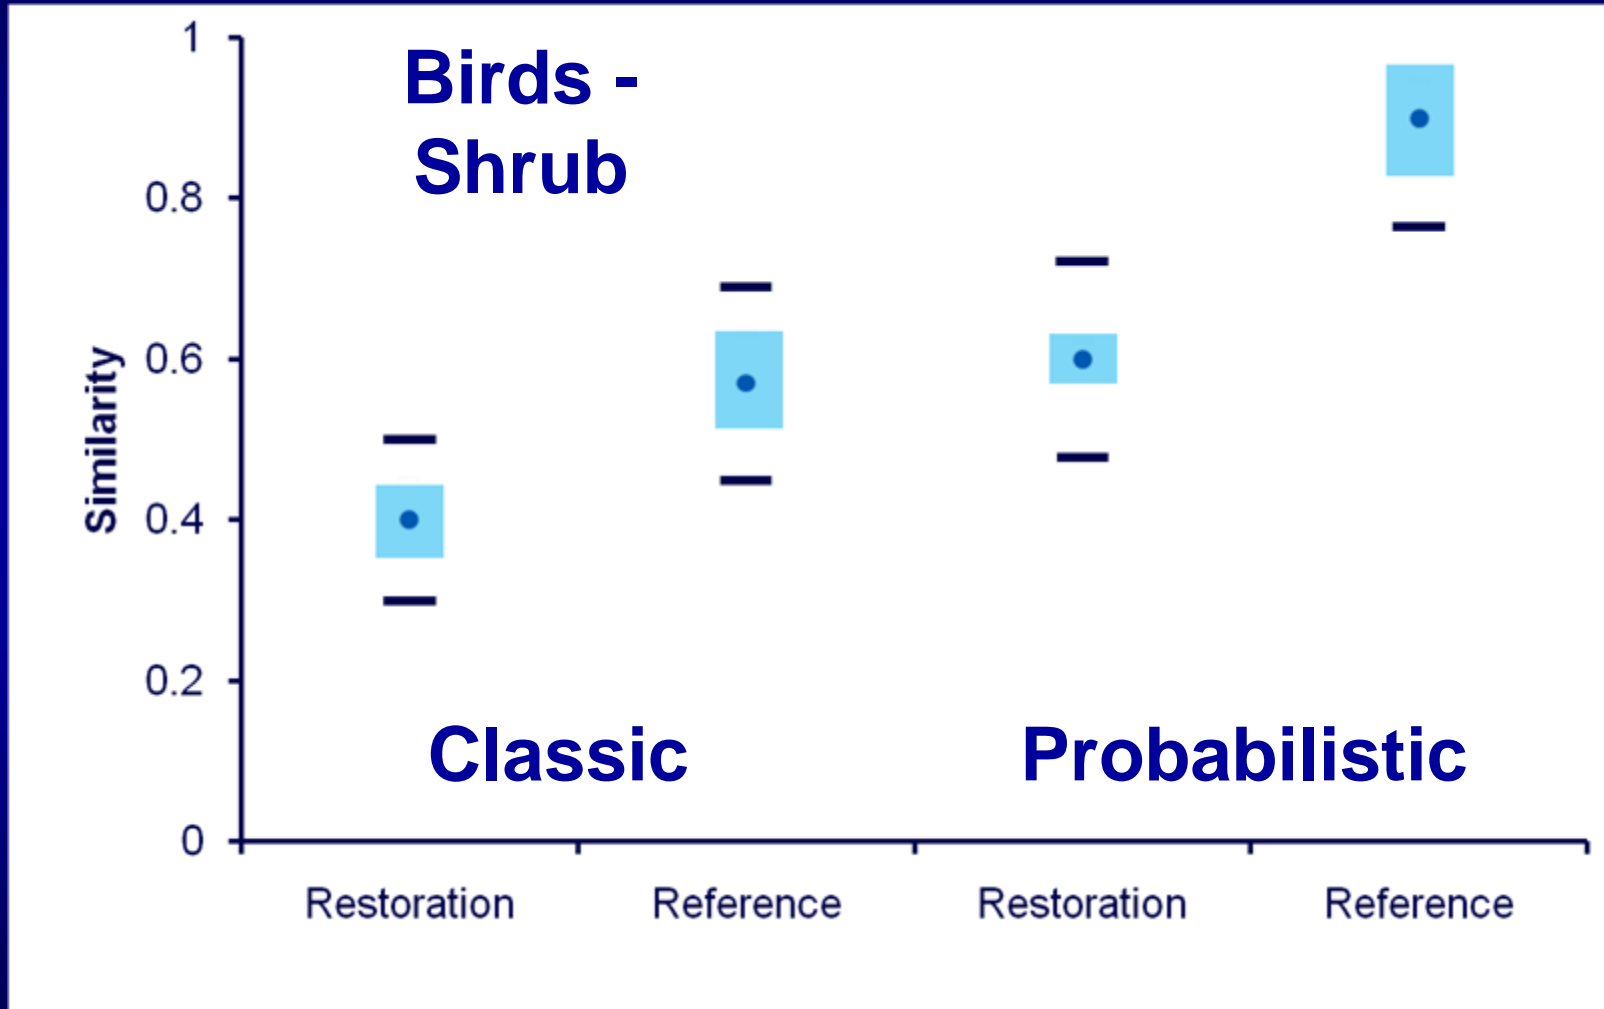 Birds -
Shrub
1
0.8
0.6
0.4
0.2
0
Similarity
Classic
Probabilistic
Restoration
Reference
Restoration
Reference